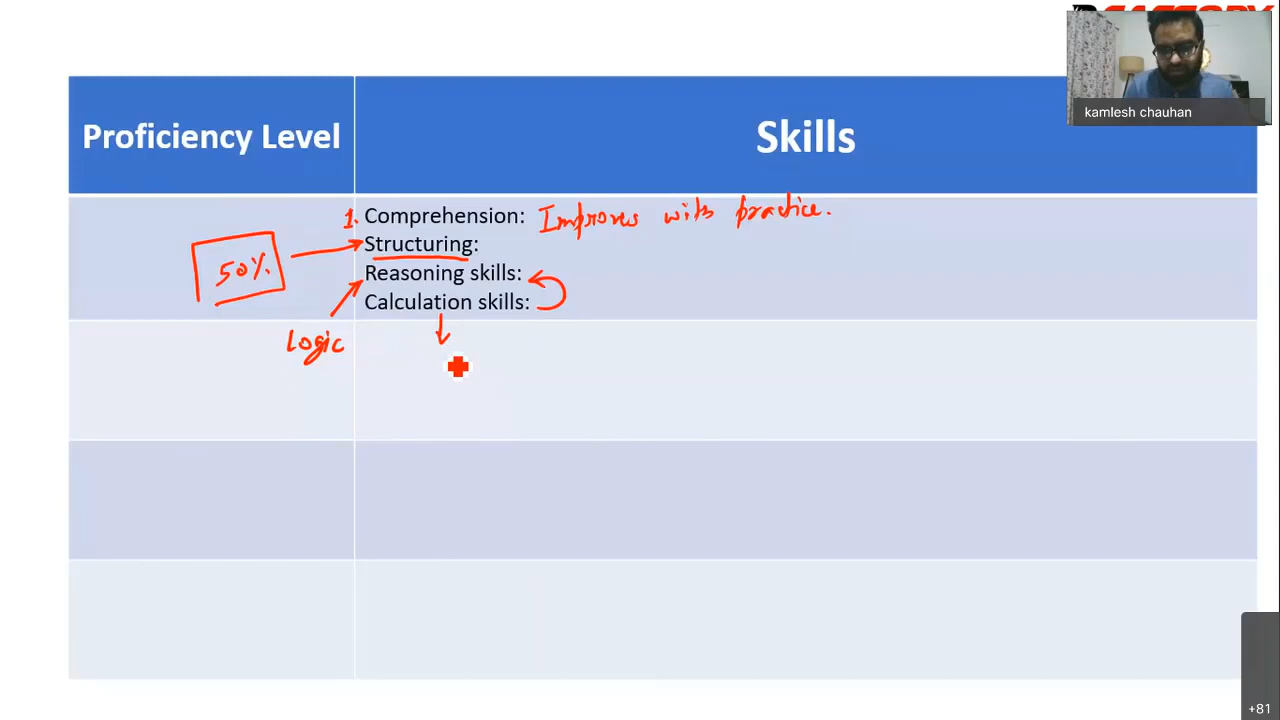 kamlesh chauhan
Proficiency Level
Skills
1. Comprehension: Improves with practice.
50% Structuring:
Reasoning skills:
Calculation skills:
Logic
+81